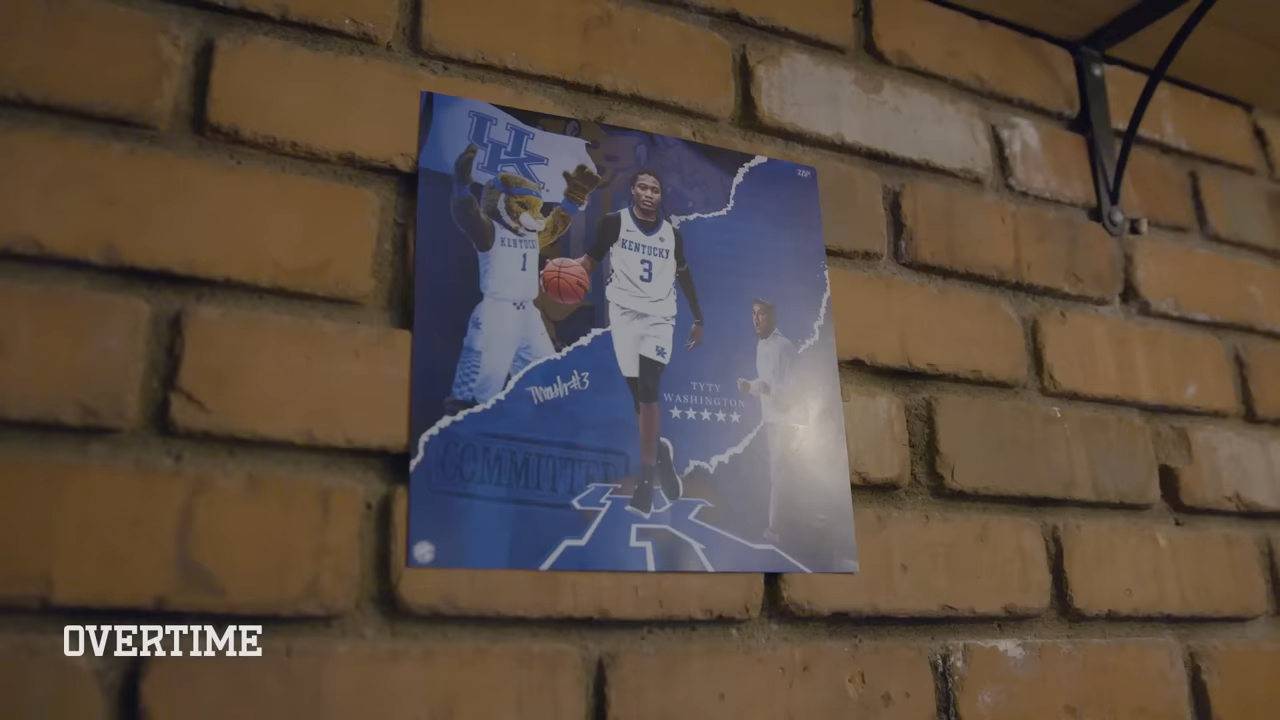 UK
KENTUCKY
1
KENTUCKY
3
TYTY
WASHINGTON
COMMITTED
OVERTIME